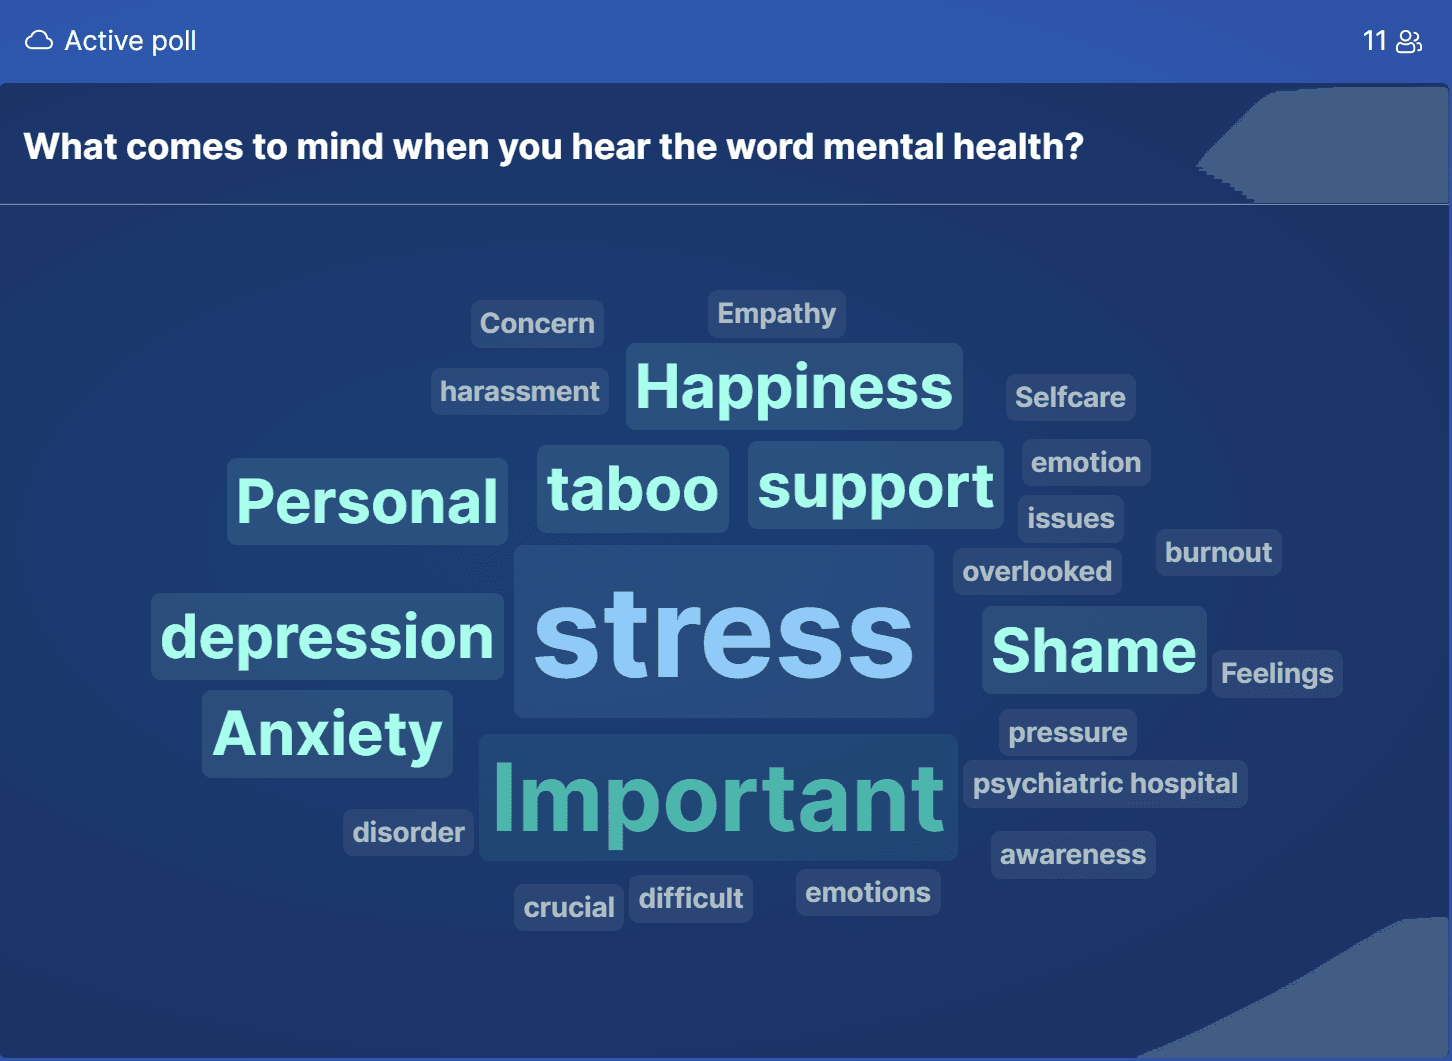 Active poll
11
What comes to mind when you hear the word mental health?
Empathy
Concern
Happiness
harassment
Selfcare
emotion
support
taboo
Personal
issues
burnout
overlooked
stress
depression
Shame
Feelings
Anxiety
pressure
psychiatric hospital
Important
disorder
awareness
emotions
difficult
crucial